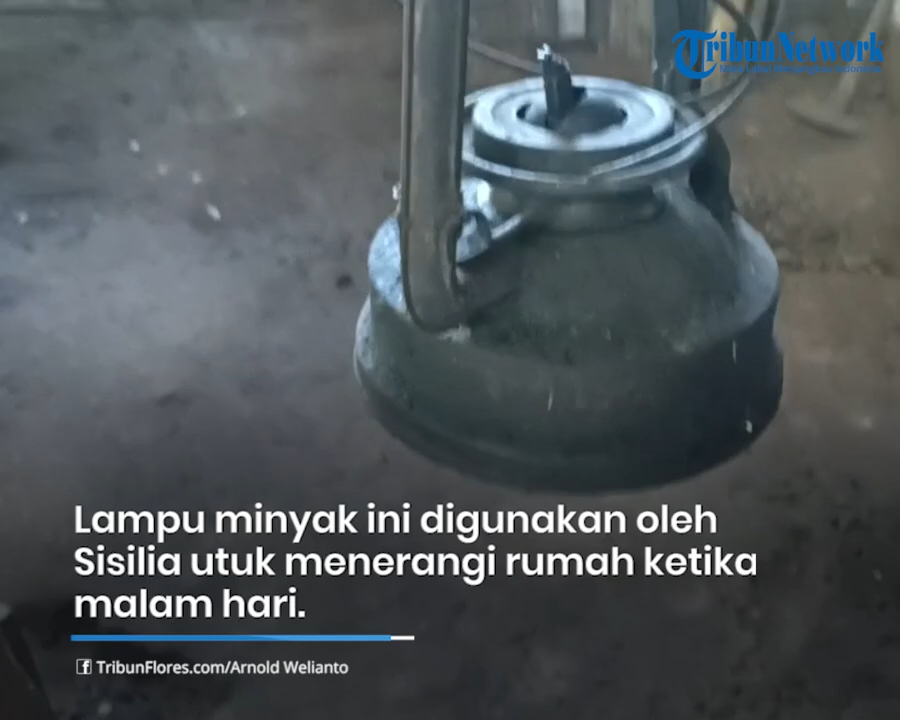 TribunNetwork
Lampu minyak ini digunakan oleh
Sisilia utuk menerangi rumah ketika
malam hari.
TribunFlores.com/Arnold Welianto